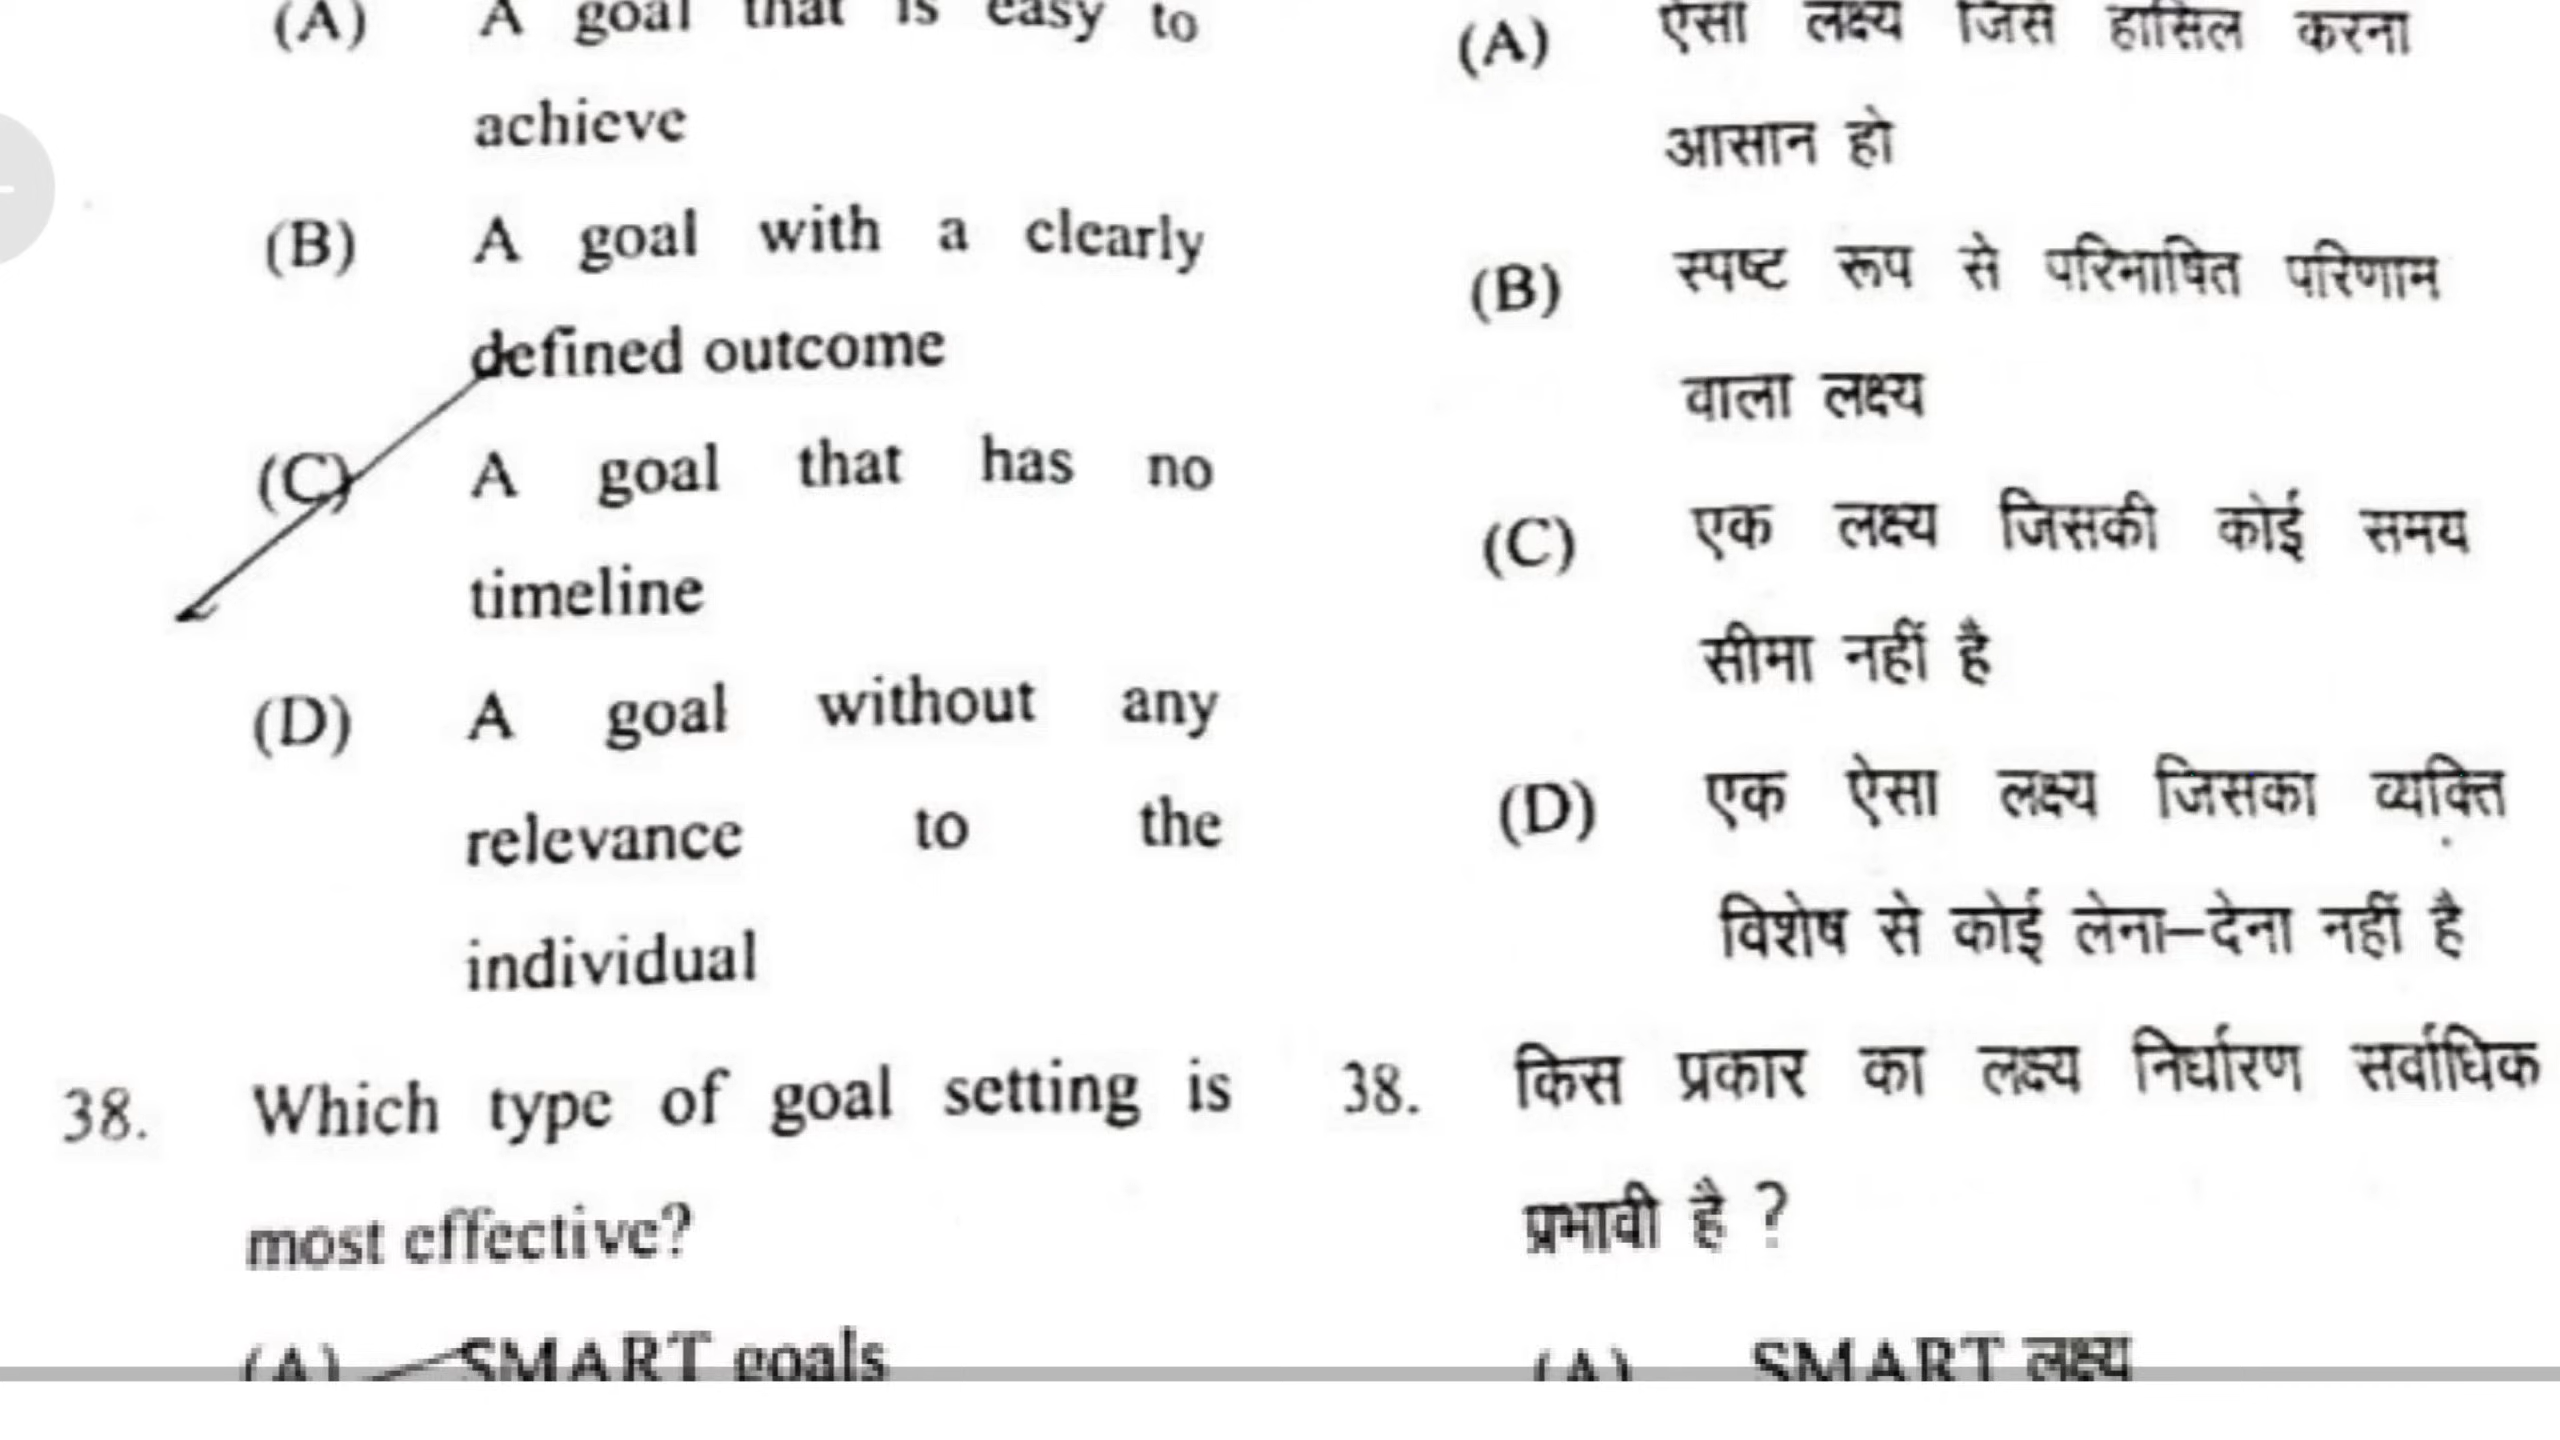 (A) A goal that is easy to
achieve
(B) A goal with a clearly
defined outcome
(C) A goal that has no
timeline
(D) A goal without any
relevance to the
individual
38. Which type of goal setting is
most effective?
(A) SMART goals
(A) ऐसा लक्ष्य जिसे हासिल करना
आसान हो
(B) स्पष्ट रूप से परिभाषित परिणाम
वाला लक्ष्य
(C) एक लक्ष्य जिसकी कोई समय
सीमा नहीं है
(D) एक ऐसा लक्ष्य जिसका व्यक्ति
विशेष से कोई लेना–देना नहीं है
38. किस प्रकार का लक्ष्य निर्धारण सर्वाधिक
प्रभावी है ?
(A) SMART लक्ष्य